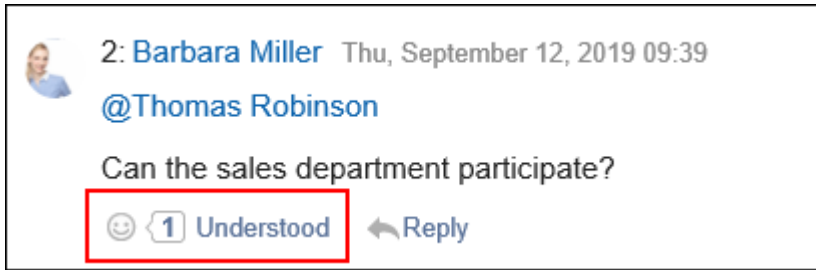 2: Barbara Miller Thu, September 12, 2019 09:39
@Thomas Robinson
Can the sales department participate?
1 Understood Reply